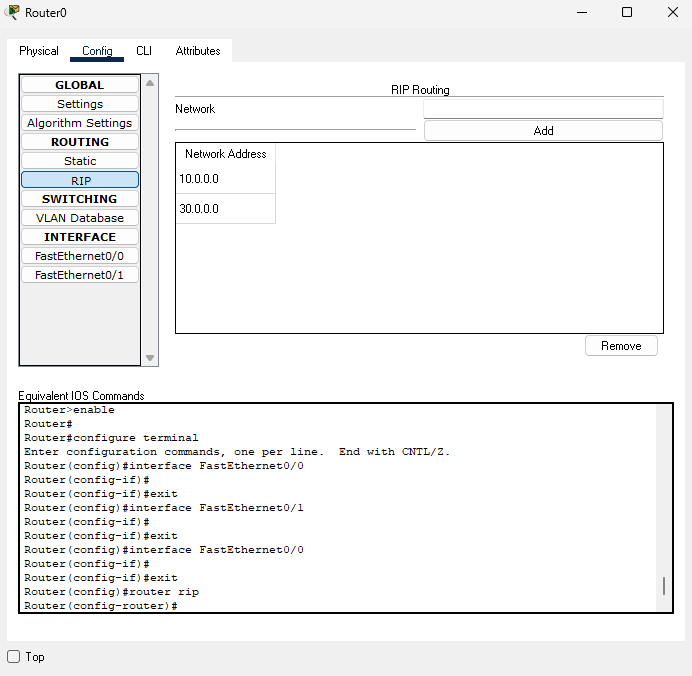 Router0
Physical Config CLI Attributes
GLOBAL
Settings
Algorithm Settings
ROUTING
Static
RIP
SWITCHING
VLAN Database
INTERFACE
FastEthernet0/0
FastEthernet0/1
RIP Routing
Network
Add
Network Address
10.0.0.0
30.0.0.0
Remove
Equivalent IOS Commands
Router>enable
Router#
Router#configure terminal
Enter configuration commands, one per line.  End with CNTL/Z.
Router(config)#interface FastEthernet0/0
Router(config-if)#
Router(config-if)#exit
Router(config)#interface FastEthernet0/1
Router(config-if)#
Router(config-if)#exit
Router(config)#interface FastEthernet0/0
Router(config-if)#
Router(config-if)#exit
Router(config)#router rip
Router(config-router)#
Top